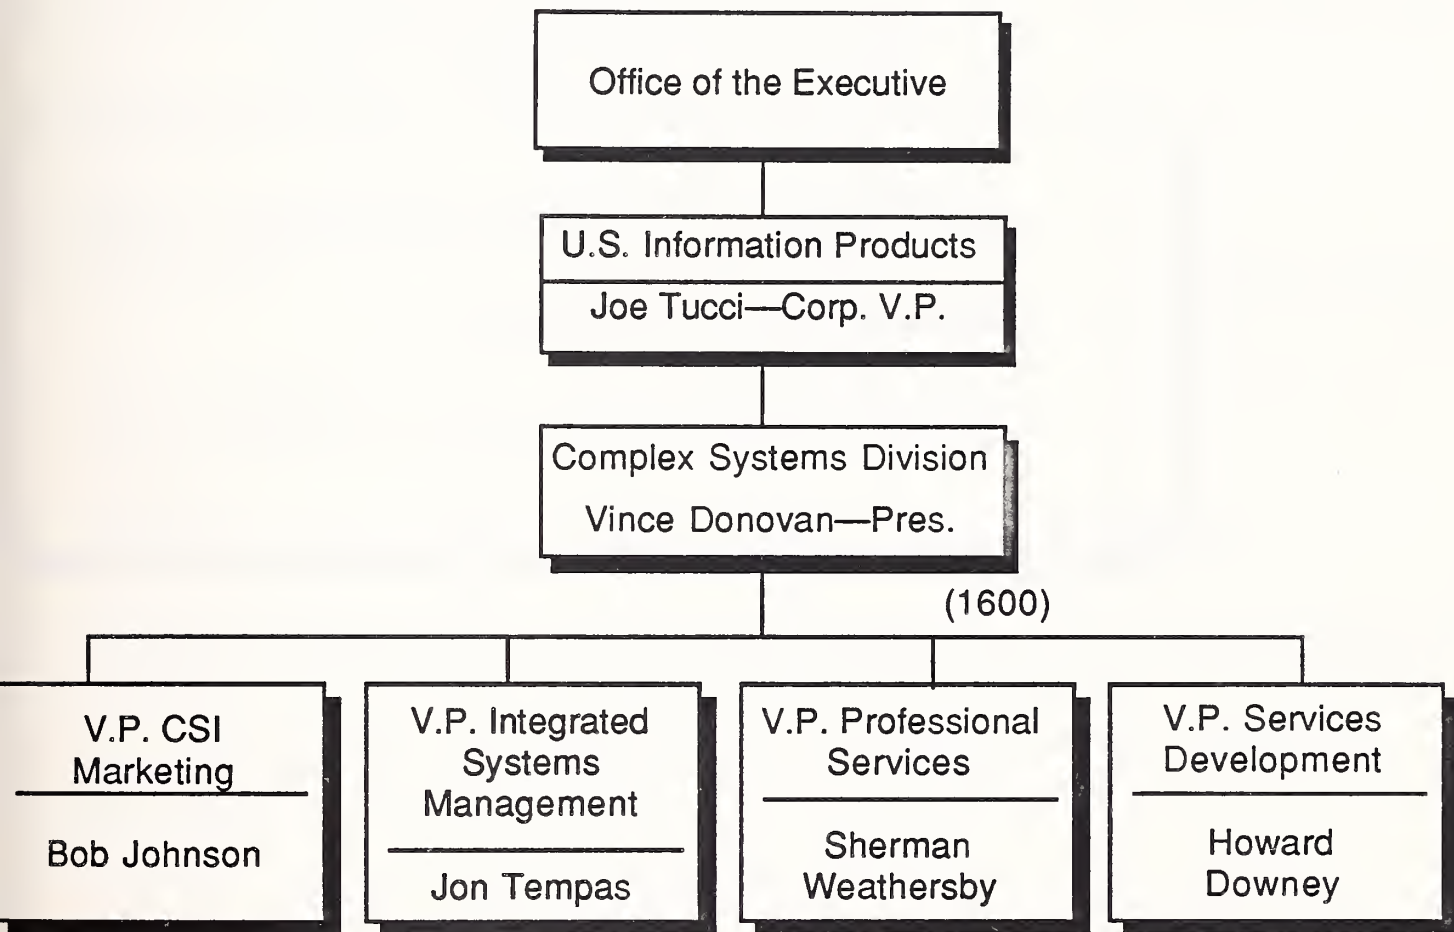 Office of the Executive
U.S. Information Products
Joe Tucci—Corp. V.P.
Complex Systems Division
Vince Donovan—Pres.
(1600)
V.P. CSI
Marketing
Bob Johnson
V.P. Integrated
Systems
Management
Jon Tempas
V.P. Professional
Services
Sherman
Weathersby
V.P. Services
Development
Howard
Downey